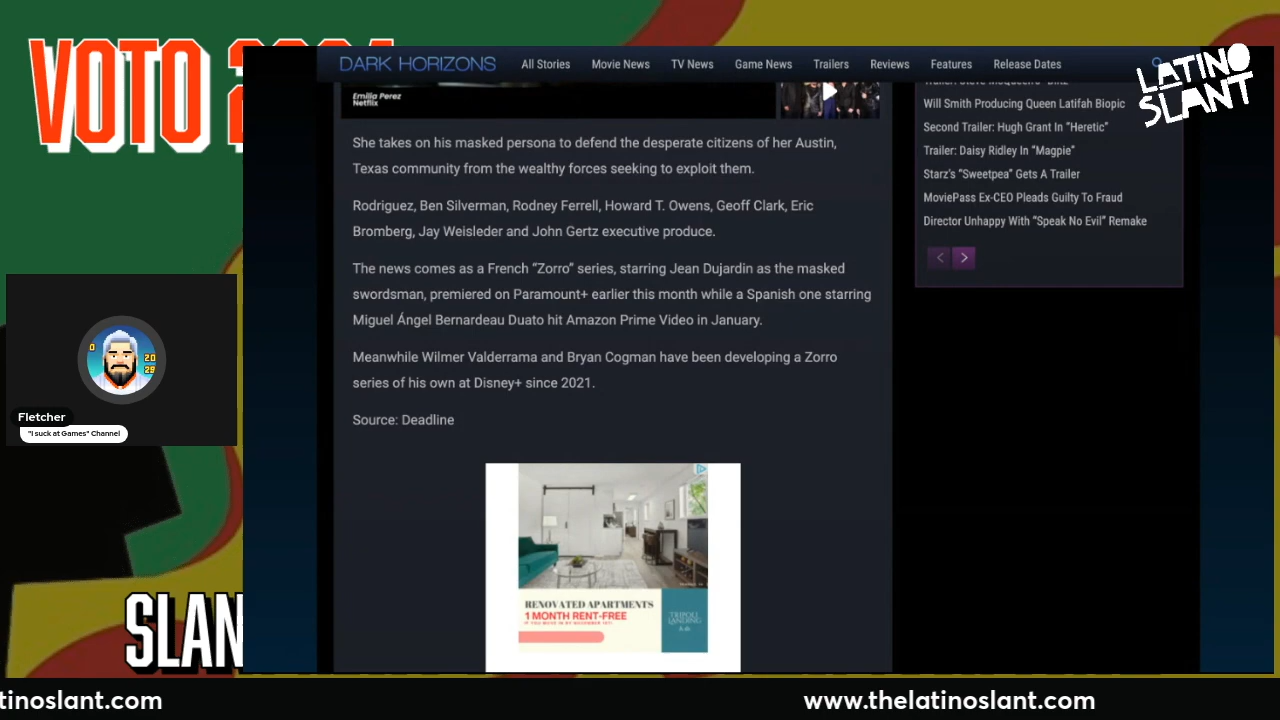 VOTO 2024
DARK HORIZONS
All Stories
Movie News
TV News
Game News
Trailers
Reviews
Features
Release Dates
LATINO
SLANT
Emilia Perez
Netflix
She takes on his masked persona to defend the desperate citizens of her Austin,
Texas community from the wealthy forces seeking to exploit them.
Rodriguez, Ben Silverman, Rodney Ferrell, Howard T. Owens, Geoff Clark, Eric
Bromberg, Jay Weisleder and John Gertz executive produce.
The news comes as a French “Zorro” series, starring Jean Dujardin as the masked
swordsman, premiered on Paramount+ earlier this month while a Spanish one starring
Miguel Ángel Bernardeau Duato hit Amazon Prime Video in January.
Meanwhile Wilmer Valderrama and Bryan Cogman have been developing a Zorro
series of his own at Disney+ since 2021.
Source: Deadline
Will Smith Producing Queen Latifah Biopic
Second Trailer: Hugh Grant In “Heretic”
Trailer: Daisy Ridley In “Magpie”
Starz’s “Sweetpea” Gets A Trailer
MoviePass Ex-CEO Pleads Guilty To Fraud
Director Unhappy With “Speak No Evil” Remake
0
20
29
Fletcher
"I suck at Games" Channel
RENOVATED APARTMENTS
1 MONTH RENT-FREE
TRIPOLI
LANDING
SLAN
tinoslant.com
www.thelatinoslant.com